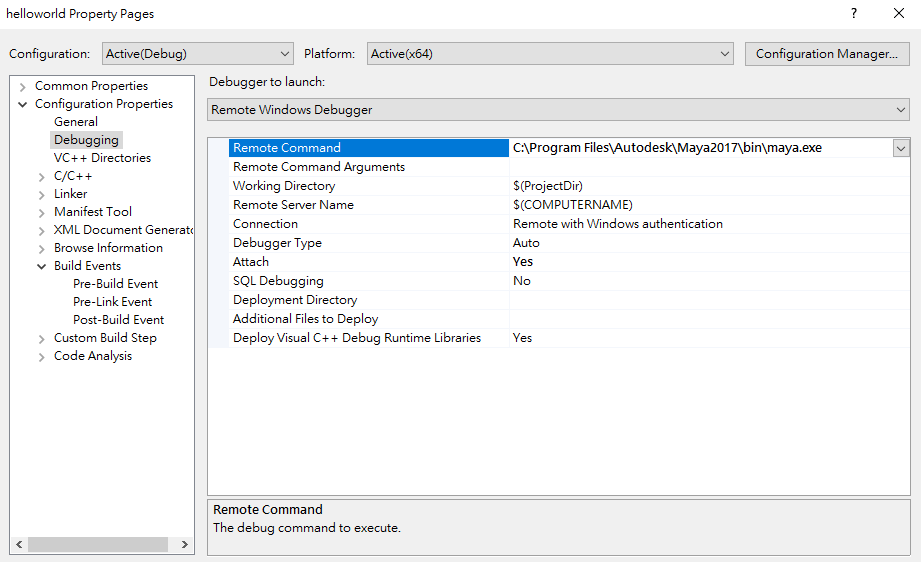 helloworld Property Pages
?
Configuration: Active(Debug) Platform: Active(x64) Configuration Manager...
Common Properties
Configuration Properties
General
Debugging
VC++ Directories
C/C++
Linker
Manifest Tool
XML Document Generato
Browse Information
Build Events
Pre-Build Event
Pre-Link Event
Post-Build Event
Custom Build Step
Code Analysis
Debugger to launch:
Remote Windows Debugger
Remote Command C:\Program Files\Autodesk\Maya2017\bin\maya.exe
Remote Command Arguments
Working Directory $(ProjectDir)
Remote Server Name $(COMPUTERNAME)
Connection Remote with Windows authentication
Debugger Type Auto
Attach Yes
SQL Debugging No
Deployment Directory
Additional Files to Deploy
Deploy Visual C++ Debug Runtime Libraries Yes
Remote Command
The debug command to execute.